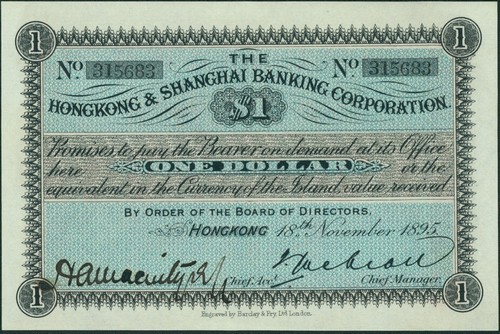 1 1
THE
No. 315683 No. 315683
HONGKONG & SHANGHAI BANKING CORPORATION.
$1
Promises to pay the Bearer on demand at its Office
here ONE DOLLAR or the
equivalent in the Currency of the Island, value received
BY ORDER OF THE BOARD OF DIRECTORS,
HONGKONG 18th November 1895
Chief Acct. Chief Manager.
1 1
Engraved by Barclay & Fry, Ltd London.